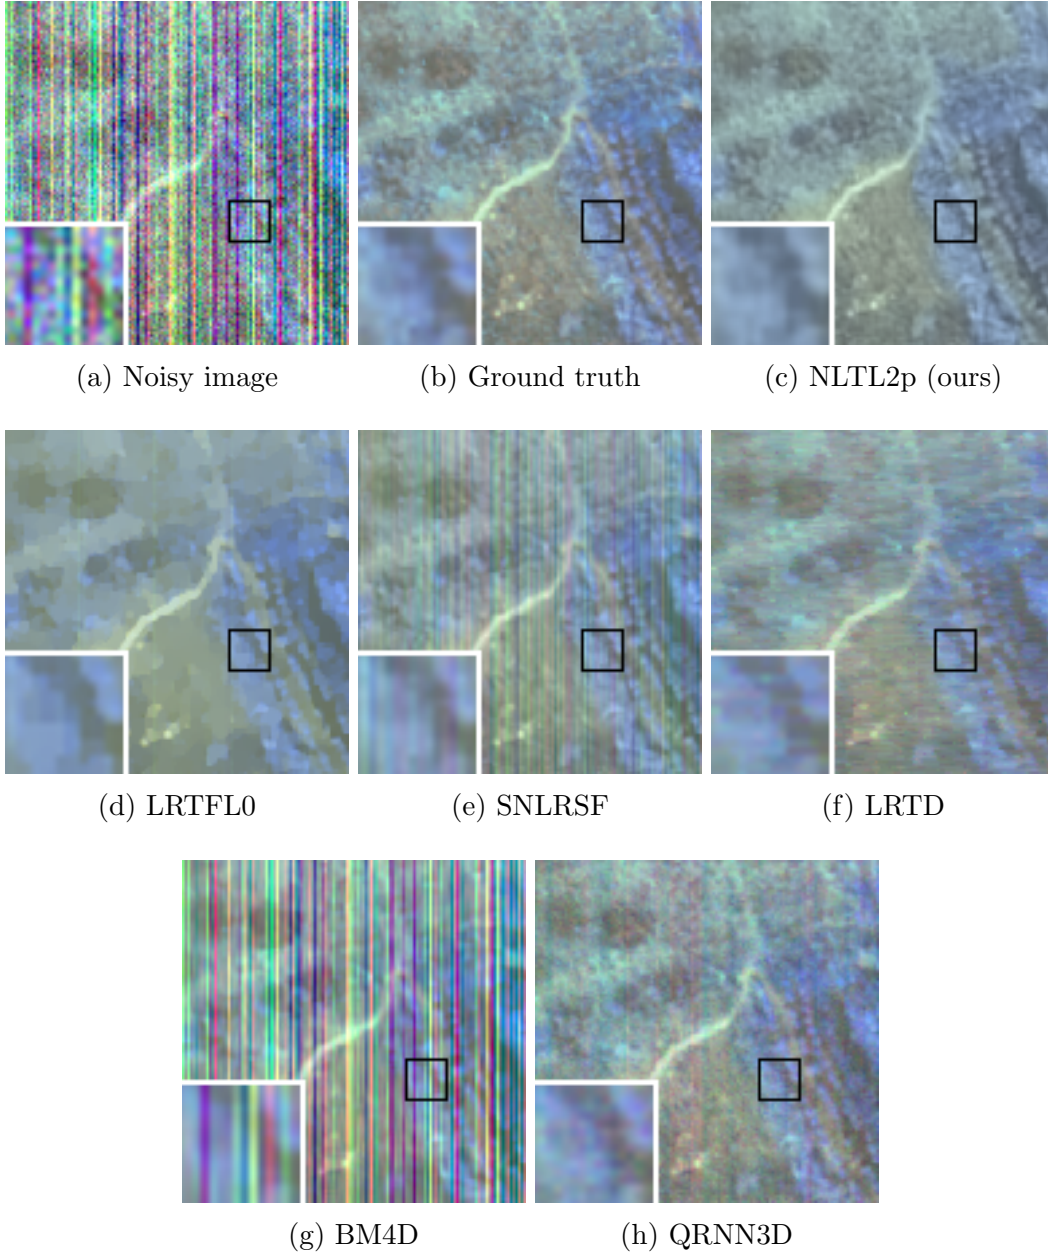 (a) Noisy image
(b) Ground truth
(c) NLTL2p (ours)
(d) LRTFL0
(e) SNLRSF
(f) LRTD
(g) BM4D
(h) QRNN3D